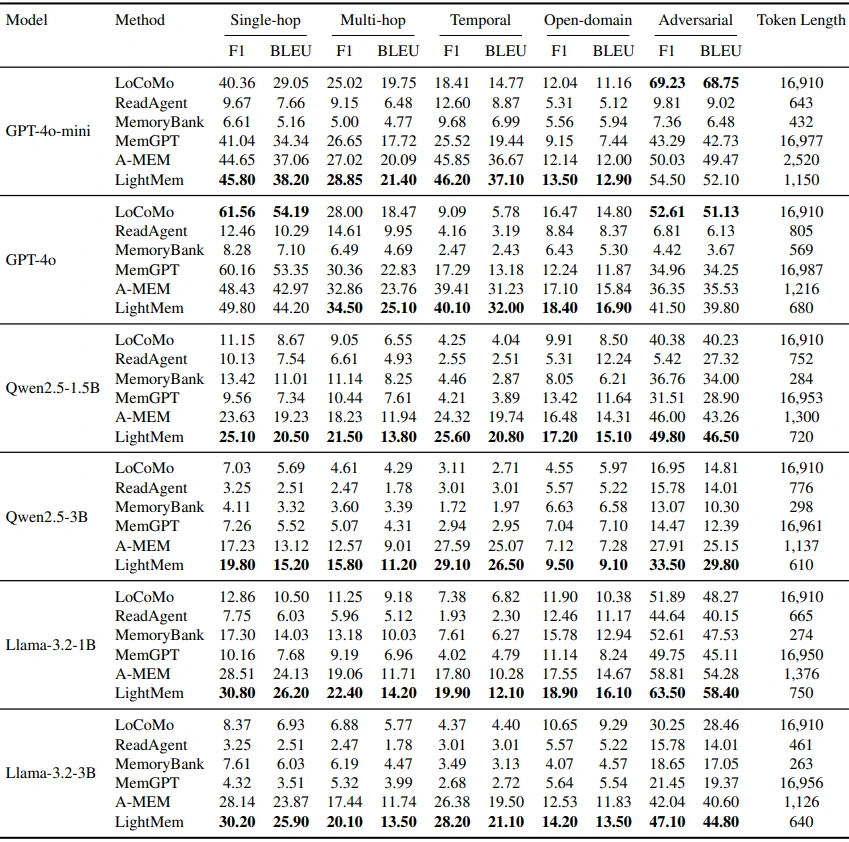 Model Method Single-hop Multi-hop Temporal Open-domain Adversarial Token Length
F1 BLEU F1 BLEU F1 BLEU F1 BLEU F1 BLEU
LoCoMo 40.36 29.05 25.02 19.75 18.41 14.77 12.04 11.16 69.23 68.75 16,910
ReadAgent 9.67 7.66 9.15 6.48 12.60 8.87 5.31 5.12 9.81 9.02 643
MemoryBank 6.61 5.16 5.00 4.77 9.68 6.99 5.56 5.94 7.36 6.48 432
GPT-4o-mini
MemGPT 41.04 34.34 26.65 17.72 25.52 19.44 9.15 7.44 43.29 42.73 16,977
A-MEM 44.65 37.06 27.02 20.09 45.85 36.67 12.14 12.00 50.03 49.47 2,520
LightMem 45.80 38.20 28.85 21.40 46.20 37.10 13.50 12.90 54.50 52.10 1,150
LoCoMo 61.56 54.19 28.00 18.47 9.09 5.78 16.47 14.80 52.61 51.13 16,910
ReadAgent 12.46 10.29 14.61 9.95 4.16 3.19 8.84 8.37 6.81 6.13 805
MemoryBank 8.28 7.10 6.49 4.69 2.47 2.43 6.43 5.30 4.42 3.67 569
GPT-4o
MemGPT 60.16 53.35 30.36 22.83 17.29 13.18 12.24 11.87 34.96 34.25 16,987
A-MEM 48.43 42.97 32.86 23.76 39.41 31.23 17.10 15.84 36.35 35.53 1,216
LightMem 49.80 44.20 34.50 25.10 40.10 32.00 18.40 16.90 41.50 39.80 680
LoCoMo 11.15 8.67 9.05 6.55 4.25 4.04 9.91 8.50 40.38 40.23 16,910
ReadAgent 10.13 7.54 6.61 4.93 2.55 2.51 5.31 12.24 5.42 27.32 752
MemoryBank 13.42 11.01 11.14 8.25 4.46 2.87 8.05 6.21 36.76 34.00 284
Qwen2.5-1.5B
MemGPT 9.56 7.34 10.44 7.61 4.21 3.89 13.42 11.64 31.51 28.90 16,953
A-MEM 23.63 19.23 18.23 11.94 24.32 19.74 16.48 14.31 46.00 43.26 1,300
LightMem 25.10 20.50 21.50 13.80 25.60 20.80 17.20 15.10 49.80 46.50 720
LoCoMo 7.03 5.69 4.61 4.29 3.11 2.71 4.55 5.97 16.95 14.81 16,910
ReadAgent 3.25 2.51 2.47 1.78 3.01 3.01 5.57 5.22 15.78 14.01 776
MemoryBank 4.11 3.32 3.60 3.39 1.72 1.97 6.63 6.58 13.07 10.30 298
Qwen2.5-3B
MemGPT 7.26 5.52 5.07 4.31 2.94 2.95 7.04 7.10 14.47 12.39 16,961
A-MEM 17.23 13.12 12.57 9.01 27.59 25.07 7.12 7.28 27.91 25.15 1,137
LightMem 19.80 15.20 15.80 11.20 29.10 26.50 9.50 9.10 33.50 29.80 610
LoCoMo 12.86 10.50 11.25 9.18 7.38 6.82 11.90 10.38 51.89 48.27 16,910
ReadAgent 7.75 6.03 5.96 5.12 1.93 2.30 12.46 11.17 44.64 40.15 665
MemoryBank 17.30 14.03 13.18 10.03 7.61 6.27 15.78 12.94 52.61 47.53 274
Llama-3.2-1B
MemGPT 10.16 7.68 9.19 6.96 4.02 4.79 11.14 8.24 49.75 45.11 16,950
A-MEM 28.51 24.13 19.06 11.71 17.80 10.28 17.55 14.67 58.81 54.28 1,376
LightMem 30.80 26.20 22.40 14.20 19.90 12.10 18.90 16.10 63.50 58.40 750
LoCoMo 8.37 6.93 6.88 5.77 4.37 4.40 10.65 9.29 30.25 28.46 16,910
ReadAgent 3.25 2.51 2.47 1.78 3.01 3.01 5.57 5.22 15.78 14.01 461
MemoryBank 7.61 6.03 6.19 4.47 3.49 3.13 4.07 4.57 18.65 17.05 263
Llama-3.2-3B
MemGPT 4.32 3.51 5.32 3.99 2.68 2.72 5.64 5.54 21.45 19.37 16,956
A-MEM 28.14 23.87 17.44 11.74 26.38 19.50 12.53 11.83 42.04 40.60 1,126
LightMem 30.20 25.90 20.10 13.50 28.20 21.10 14.20 13.50 47.10 44.80 640